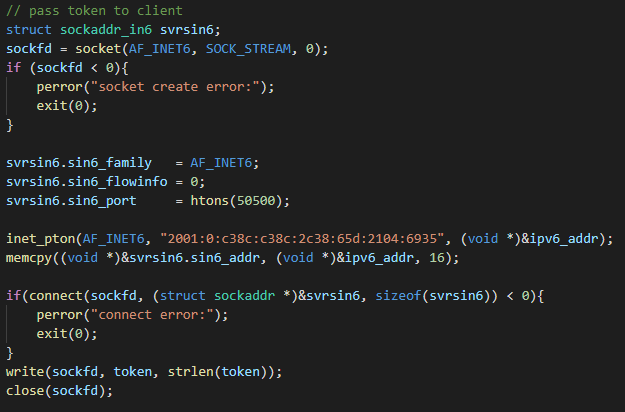 // pass token to client
struct sockaddr_in6 svrsin6;
sockfd = socket(AF_INET6, SOCK_STREAM, 0);
if (sockfd < 0){
    perror("socket create error:");
    exit(0);
}
svrsin6.sin6_family   = AF_INET6;
svrsin6.sin6_flowinfo = 0;
svrsin6.sin6_port     = htons(50500);
inet_pton(AF_INET6, "2001:0:c38c:c38c:2c38:65d:2104:6935", (void *)&ipv6_addr);
memcpy((void *)&svrsin6.sin6_addr, (void *)&ipv6_addr, 16);
if(connect(sockfd, (struct sockaddr *)&svrsin6, sizeof(svrsin6)) < 0){
    perror("connect error:");
    exit(0);
}
write(sockfd, token, strlen(token));
close(sockfd);